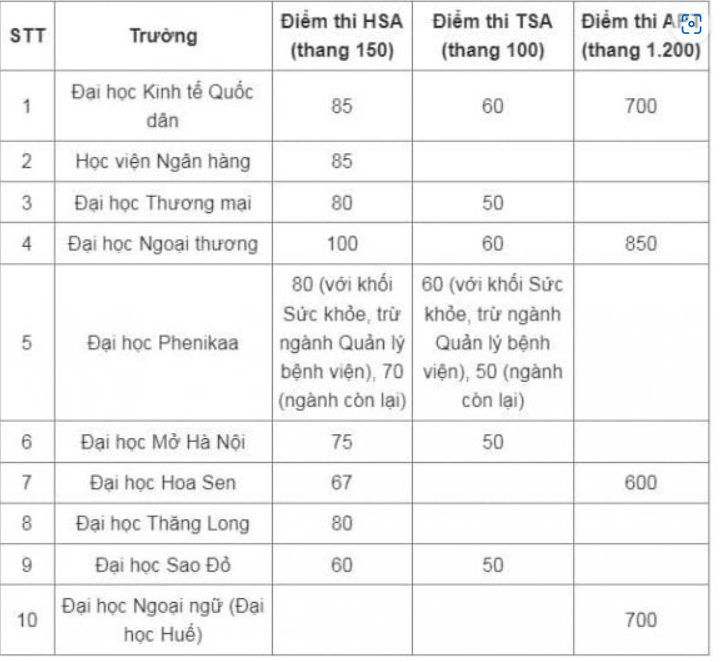 STT Trường Điểm thi HSA (thang 150) Điểm thi TSA (thang 100) Điểm thi (thang 1.200)
1 Đại học Kinh tế Quốc dân 85 60 700
2 Học viện Ngân hàng 85
3 Đại học Thương mại 80 50
4 Đại học Ngoại thương 100 60 850
5 Đại học Phenikaa 80 (với khối Sức khỏe, trừ ngành Quản lý bệnh viện), 70 (ngành còn lại) 60 (với khối Sức khỏe, trừ ngành Quản lý bệnh viện), 50 (ngành còn lại)
6 Đại học Mở Hà Nội 75 50
7 Đại học Hoa Sen 67 600
8 Đại học Thăng Long 80
9 Đại học Sao Đỏ 60 50
10 Đại học Ngoại ngữ (Đại học Huế) 700